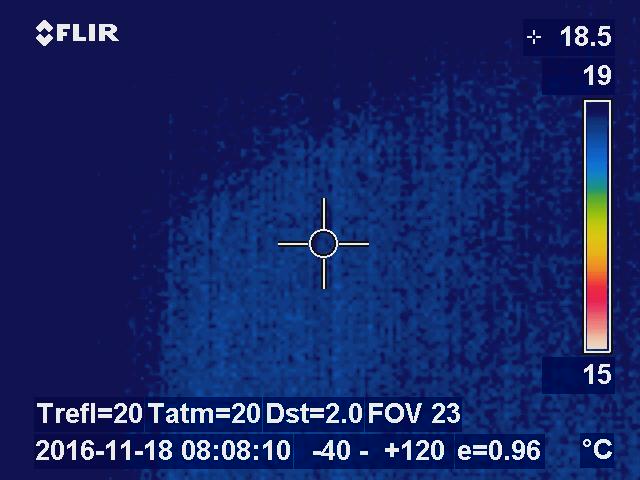 FLIR
18.5
19
15
Trefl=20 Tatm=20 Dst=2.0 FOV 23
2016-11-18 08:08:10 -40 - +120 e=0.96 °C